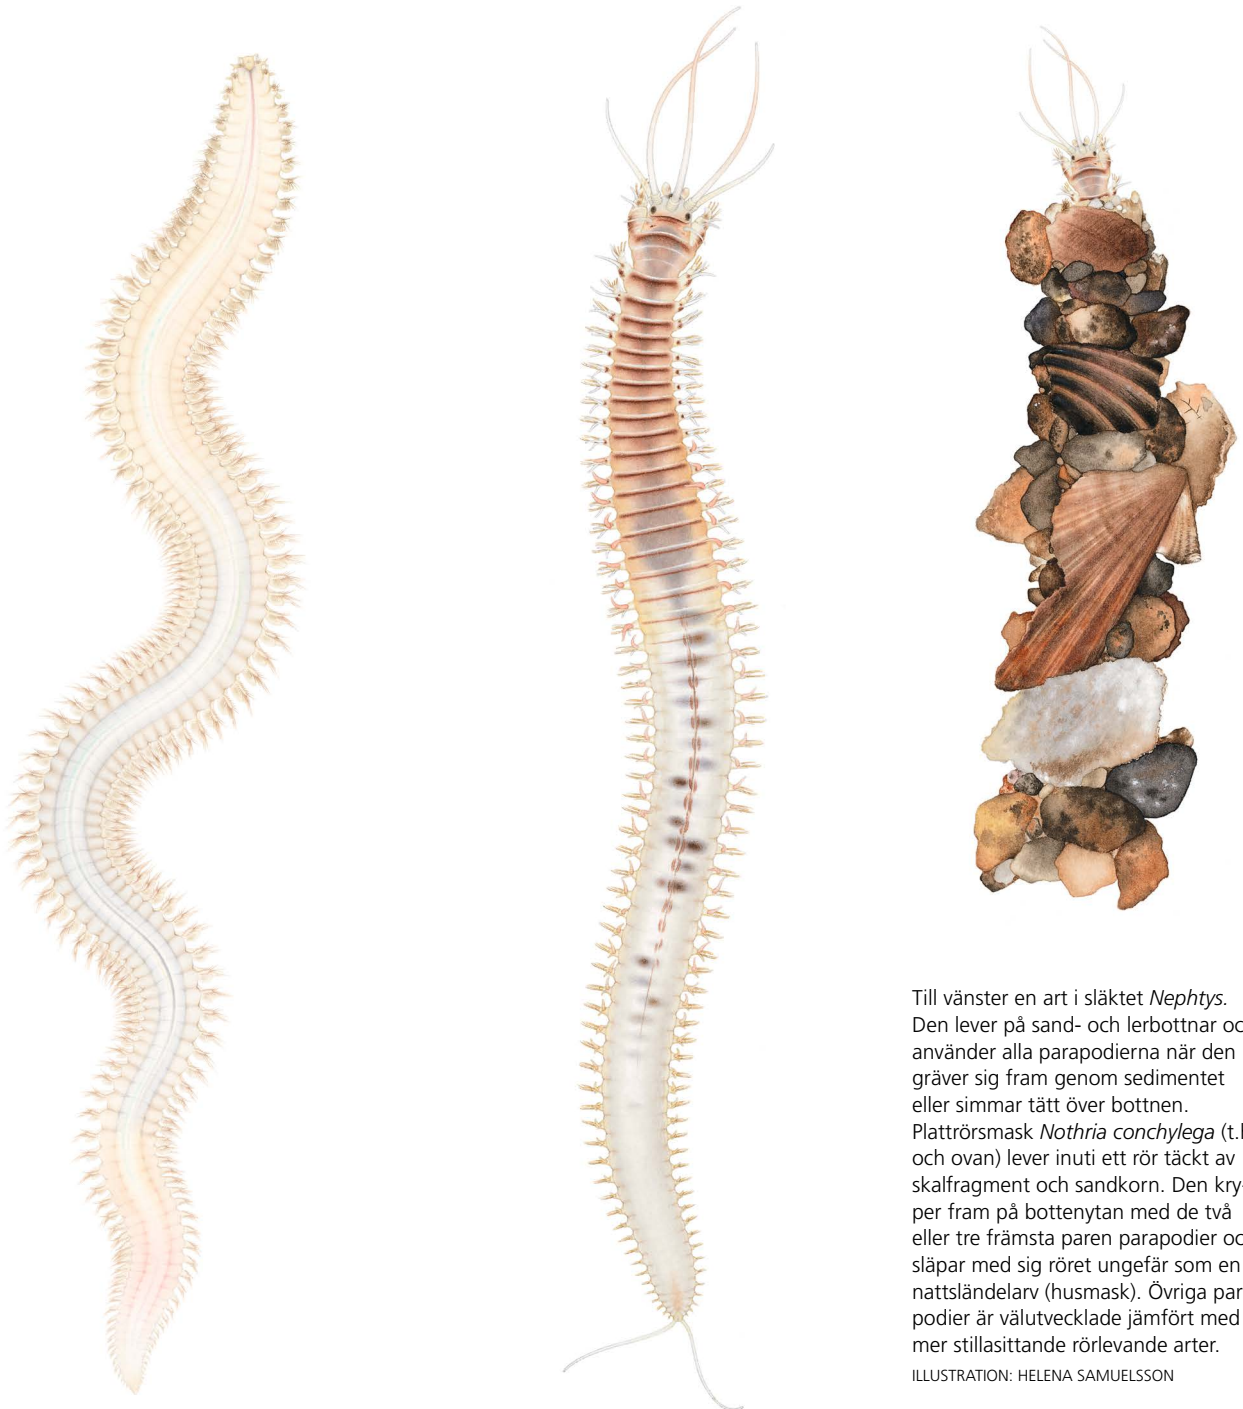 Till vänster en art i släktet Nephtys.
Den lever på sand- och lerbottnar oc
använder alla parapodierna när den
gräver sig fram genom sedimentet
eller simmar tätt över bottnen.
Plattrörsmask Nothria conchylega (t.h
och ovan) lever inuti ett rör täckt av
skalfragment och sandkorn. Den kry-
per fram på bottenytan med de två
eller tre främsta paren parapodier oc
släpar med sig röret ungefär som en
nattsländelarv (husmask). Övriga par
podier är välutvecklade jämfört med
mer stillasittande rörlevande arter.
ILLUSTRATION: HELENA SAMUELSSON